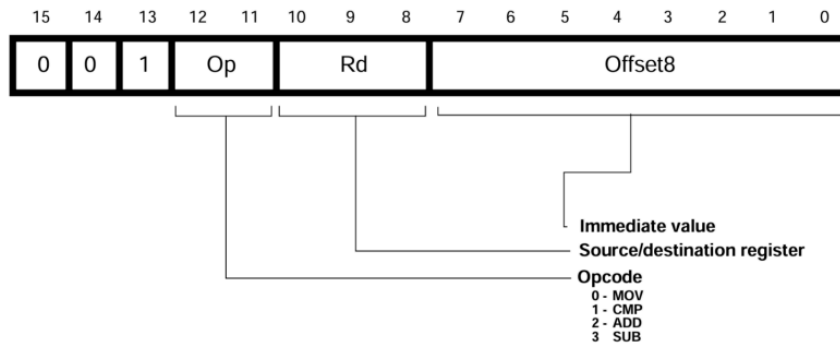 15 14 13 12 11 10 9 8 7 6 5 4 3 2 1 0
0 0 1 Op Rd Offset8
Immediate value
Source/destination register
Opcode
0 - MOV
1 - CMP
2 - ADD
3 SUB